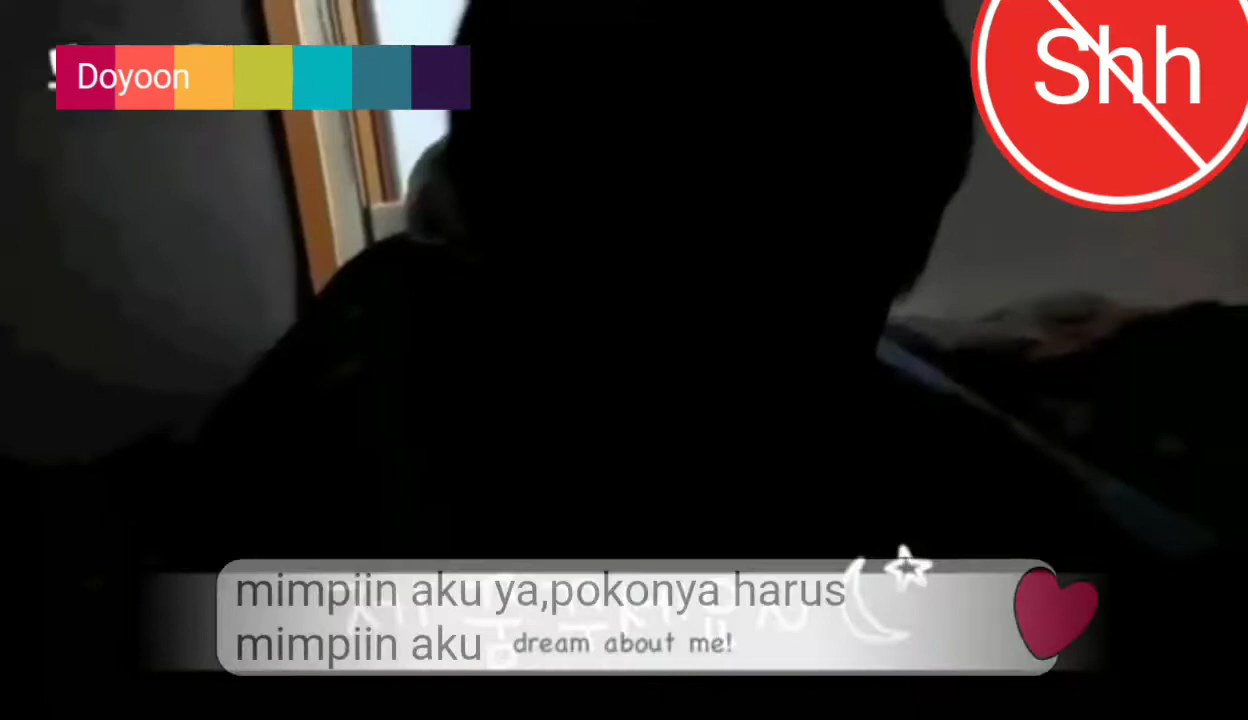 Doyoon
Shh
mimpiin aku ya,pokonya harus
mimpiin aku
dream about me!